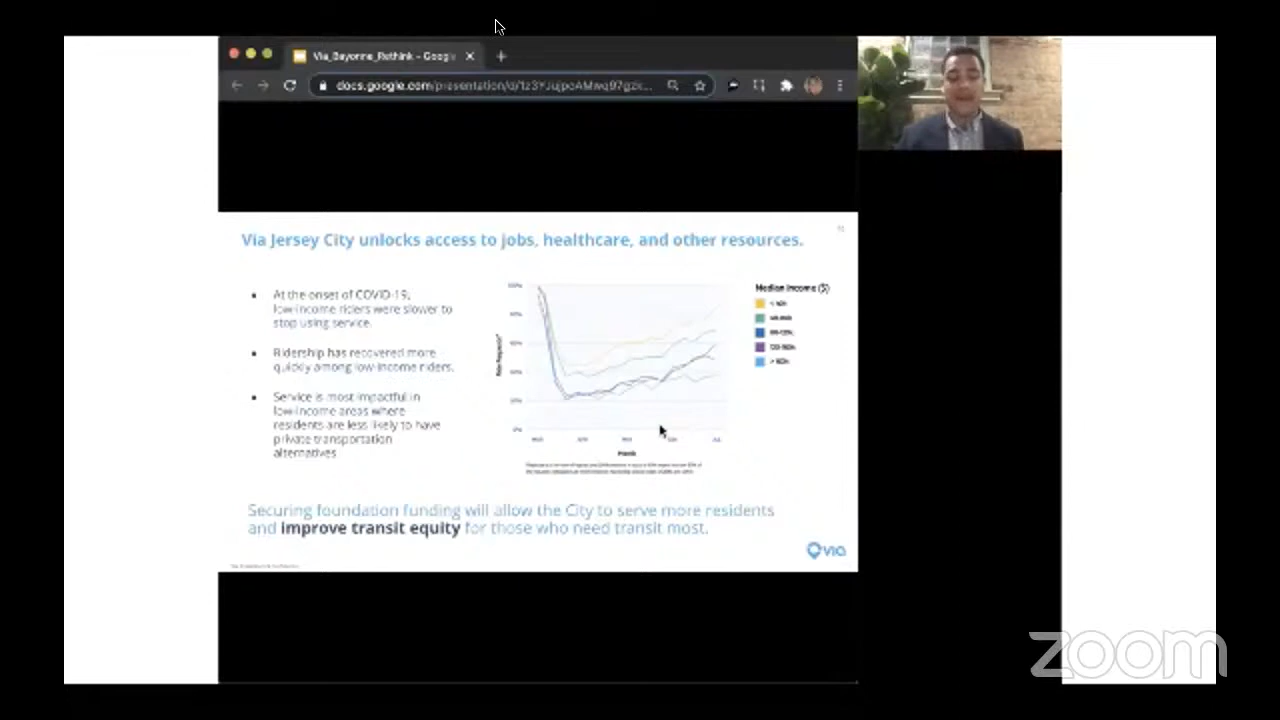 Via_Bayonne_Rethink - Googl
docs.google.com/presentation/d/
Via Jersey City unlocks access to jobs, healthcare, and other resources.
At the onset of COVID-19,
low-income riders were slower to
stop using service.
Ridership has recovered more
quickly among low-income riders.
Service is most impactful in
low-income areas where
residents are less likely to have
private transportation
alternatives
Median Income ($)
Month
Securing foundation funding will allow the City to serve more residents
and improve transit equity for those who need transit most.
via
zoom